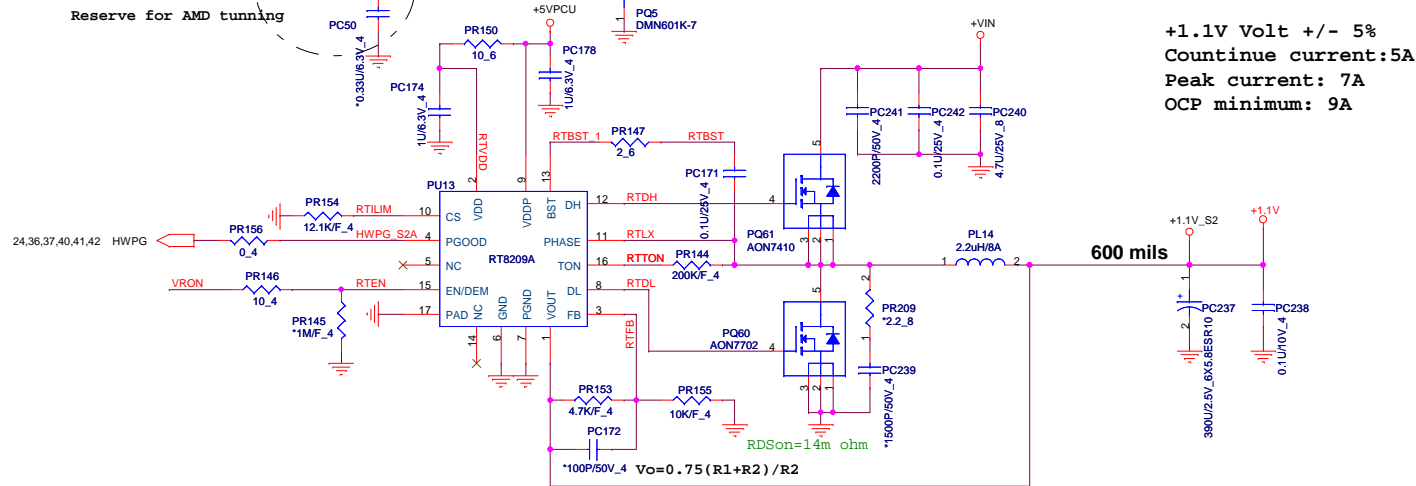 Reserve for AMD tunning
PC50
*0.33U/6.3V_4
+5VPCU
PR150
10_6
PC178
1U/6.3V_4
PC174
1U/6.3V_4
1
PQ5
DMN601K-7
+VIN
+1.1V Volt +/- 5%
Countinue current:5A
Peak current: 7A
OCP minimum: 9A
PC241
2200P/50V_4
PC242
0.1U/25V_4
PC240
4.7U/25V_8
RTVDD
RTBST_1
PR147
2_6
RTBST
PC171
0.1U/25V_4
PU13
2
9
13
VDD
VDDP
BST
RT8209A
PR154
12.1K/F_4
RTILIM
10
CS
24,36,37,40,41,42 HWPG
PR156
0_4
HWPG_S2A
4
PGOOD
5
NC
VRON
PR146
10_4
RTEN
15
EN/DEM
17
PAD
PR145
*1M/F_4
NC
14
GND
6
PGND
7
VOUT
1
DH
12
RTDH
PHASE
11
RTLX
TON
16
RTTON
PR144
200K/F_4
DL
8
RTDL
FB
3
RTFB
4
5
3
2
1
PQ61
AON7410
4
5
3
2
1
PQ60
AON7702
2
PR209
*2.2_8
1
PC239
*1500P/50V_4
1
PL14
2
2.2uH/8A
600 mils
+1.1V_S2
+1.1V
1
+
2
PC237
390U/2.5V_6X5.8ESR10
PC238
0.1U/10V_4
PR153
4.7K/F_4
PR155
10K/F_4
PC172
*100P/50V_4
RDSon=14m ohm
Vo=0.75(R1+R2)/R2